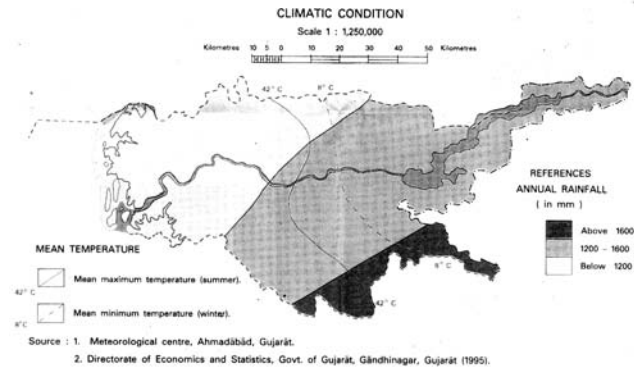 CLIMATIC CONDITION
Scale 1 : 1,250,000
Kilometres 10 5 0 10 20 30 40 50 Kilometres
42° C
8° C
REFERENCES
ANNUAL RAINFALL
( in mm )
Above 1600
1200 – 1600
Below 1200
8° C
42° C
MEAN TEMPERATURE
42° C Mean maximum temperature (summer).
8° C Mean minimum temperature (winter).
Source : 1. Meteorological centre, Ahmadābād, Gujarāt.
2. Directorate of Economics and Statistics, Govt. of Gujarāt, Gāndhinagar, Gujarāt (1995).